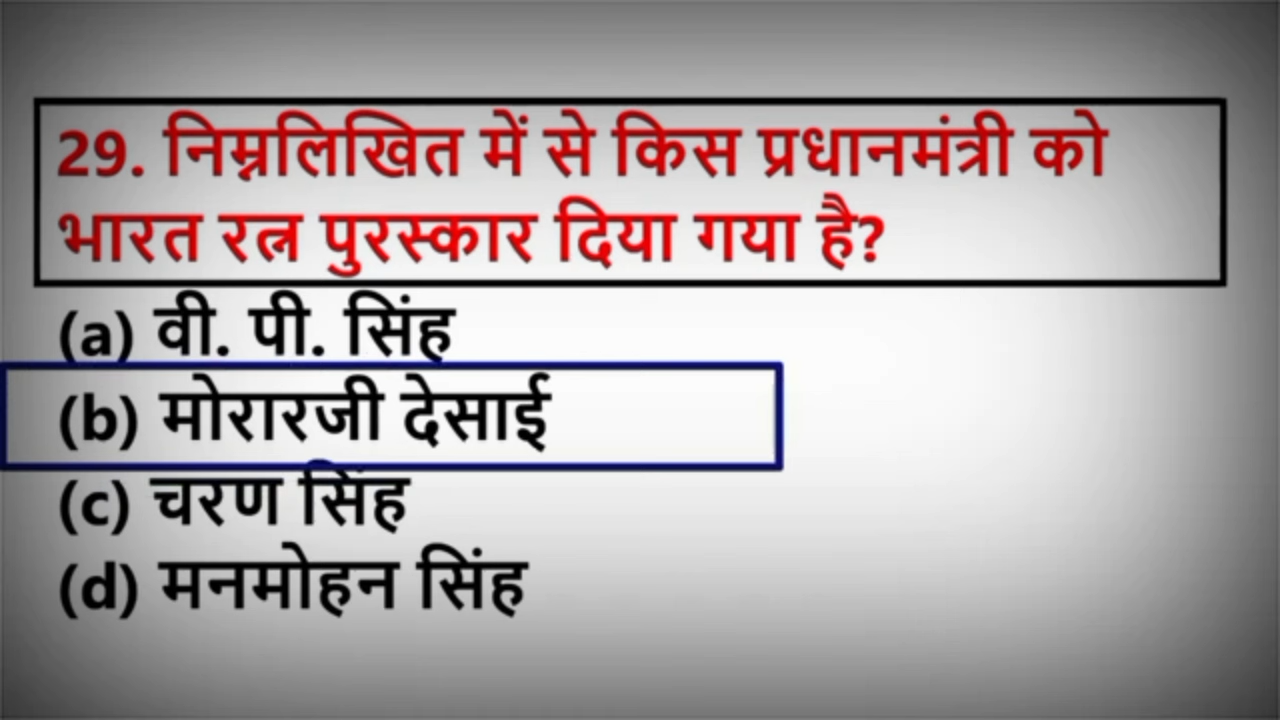 29. निम्नलिखित में से किस प्रधानमंत्री को
भारत रत्न पुरस्कार दिया गया है?
(a) वी. पी. सिंह
(b) मोरारजी देसाई
(c) चरण सिंह
(d) मनमोहन सिंह